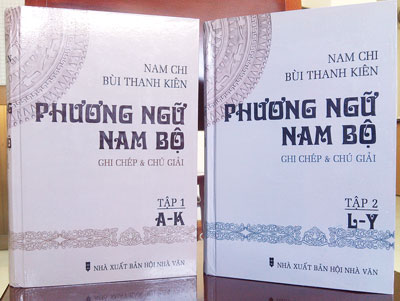 NAM CHI
BÙI THANH KIÊN
PHƯƠNG NGỮ
NAM BỘ
GHI CHÉP & CHÚ GIẢI
TẬP 1
A-K
NHÀ XUẤT BẢN HỘI NHÀ VĂN
NAM CHI
BÙI THANH KIÊN
PHƯƠNG NGỮ
NAM BỘ
GHI CHÉP & CHÚ GIẢI
TẬP 2
L-Y
NHÀ XUẤT BẢN HỘI NHÀ VĂN